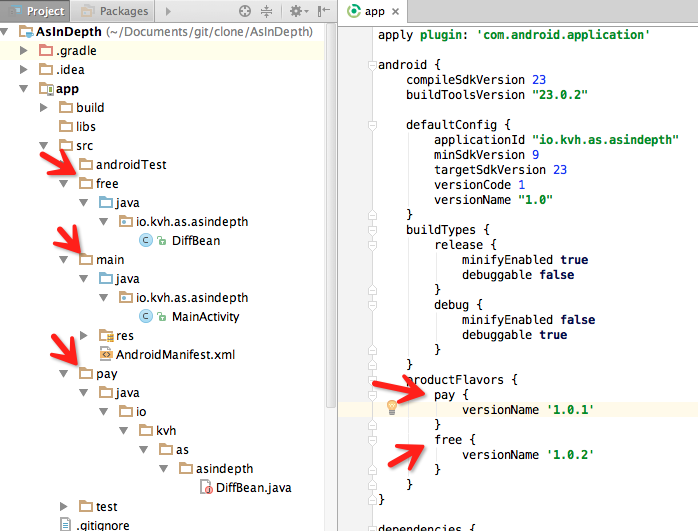 Project
Packages
AsInDepth (~/Documents/git/clone/AsInDepth)
.gradle
.idea
app
build
libs
src
androidTest
free
java
io.kvh.as.asindepth
DiffBean
main
java
io.kvh.as.asindepth
MainActivity
res
AndroidManifest.xml
pay
java
io
kvh
as
asindepth
DiffBean.java
test
.gitignore
app
apply plugin: 'com.android.application'
android {
compileSdkVersion 23
buildToolsVersion "23.0.2"
defaultConfig {
applicationId "io.kvh.as.asindepth"
minSdkVersion 9
targetSdkVersion 23
versionCode 1
versionName "1.0"
}
buildTypes {
release {
minifyEnabled true
debuggable false
}
debug {
minifyEnabled false
debuggable true
}
}
productFlavors {
pay {
versionName '1.0.1'
}
free {
versionName '1.0.2'
}
}
}
dependencies {